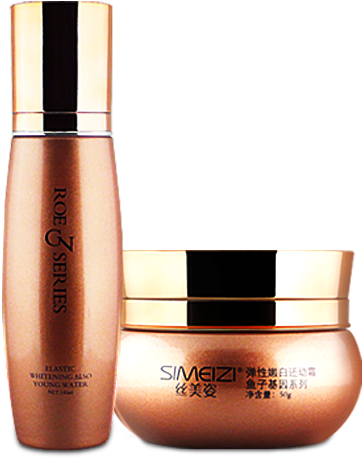 ROE G7 SERIES
ELASTIC
WHITENING ALSO
YOUNG WATER
SIMEIZI®
丝美姿
弹性嫩白还幼霜
鱼子基因系列
净含量：50g